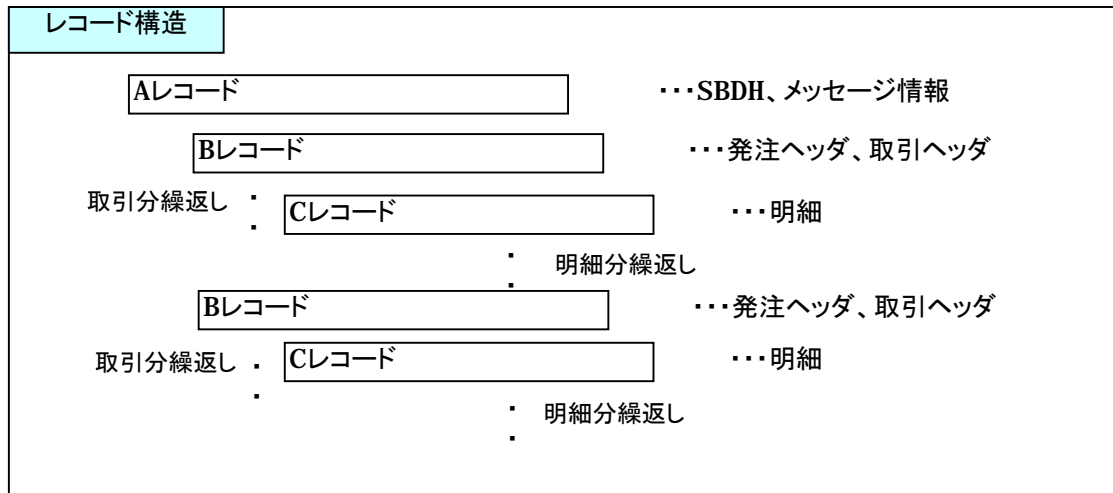 レコード構造
Aレコード ・・・SBDH、メッセージ情報
Bレコード ・・・発注ヘッダ、取引ヘッダ
取引分繰返し Cレコード ・・・明細
明細分繰返し
Bレコード ・・・発注ヘッダ、取引ヘッダ
取引分繰返し Cレコード ・・・明細
明細分繰返し